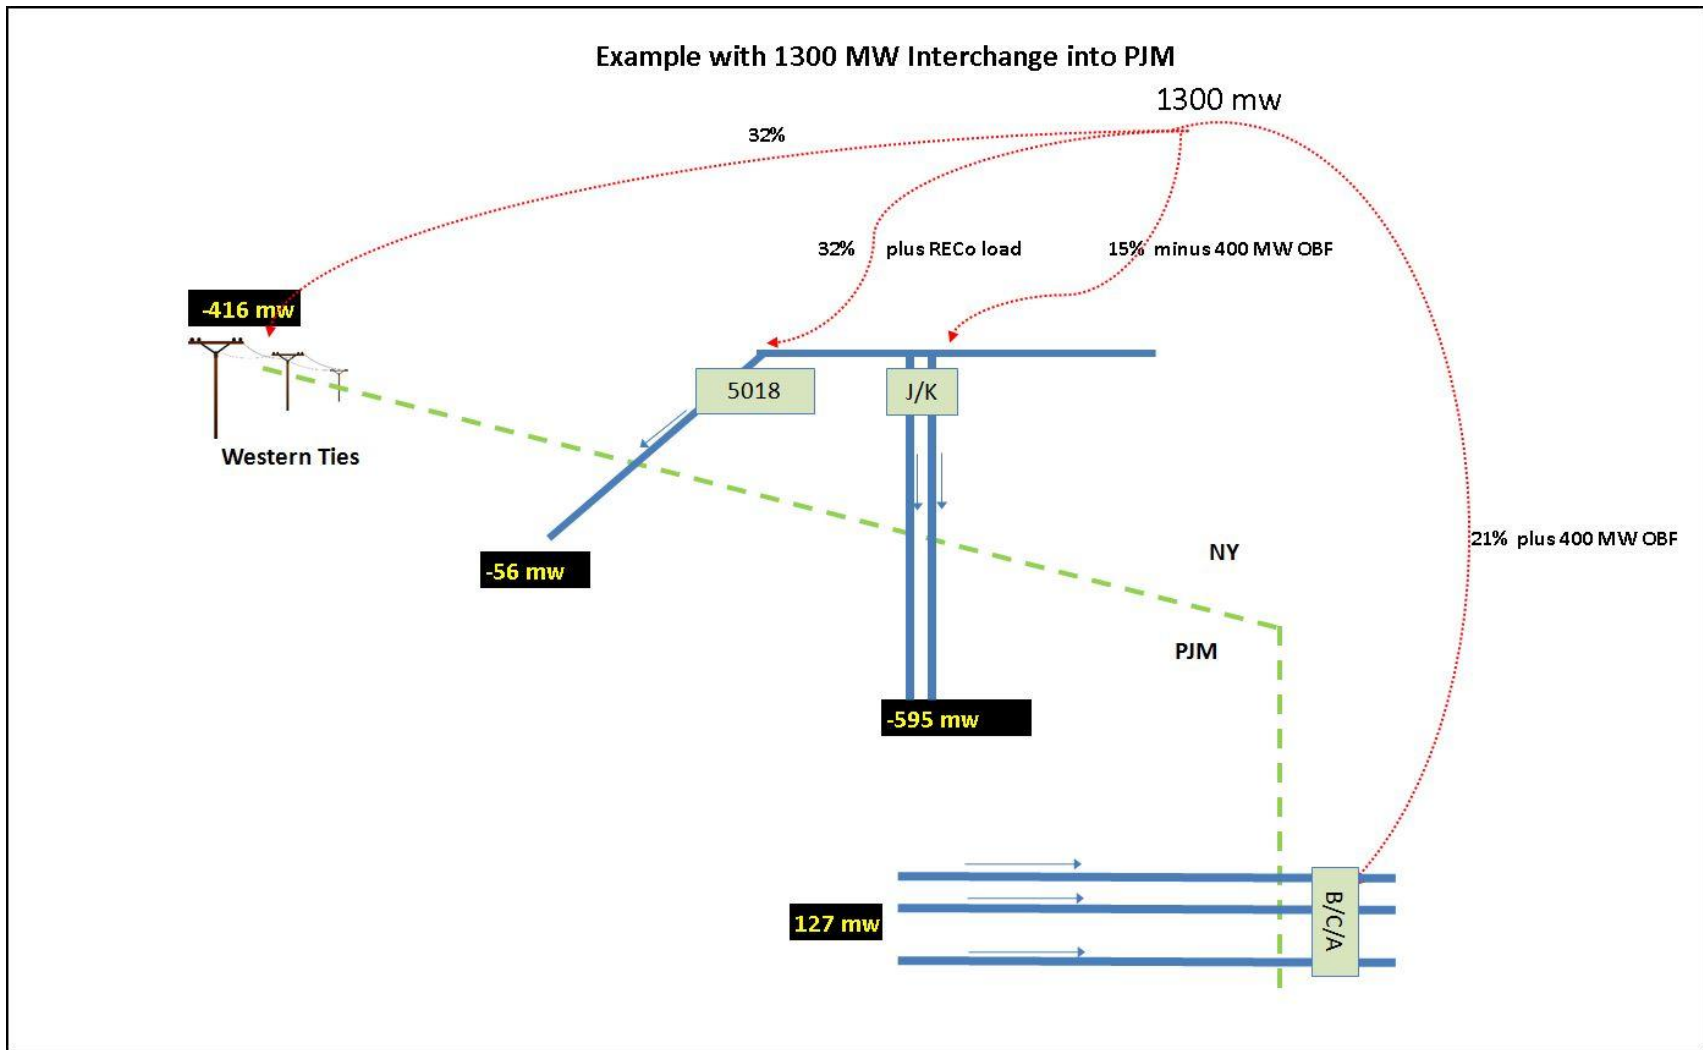 Example with 1300 MW Interchange into PJM
1300 mw
32%
32% plus RECo load
15% minus 400 MW OBF
-416 mw
5018
J/K
Western Ties
21% plus 400 MW OBF
NY
-56 mw
PJM
-595 mw
B/C/A
127 mw